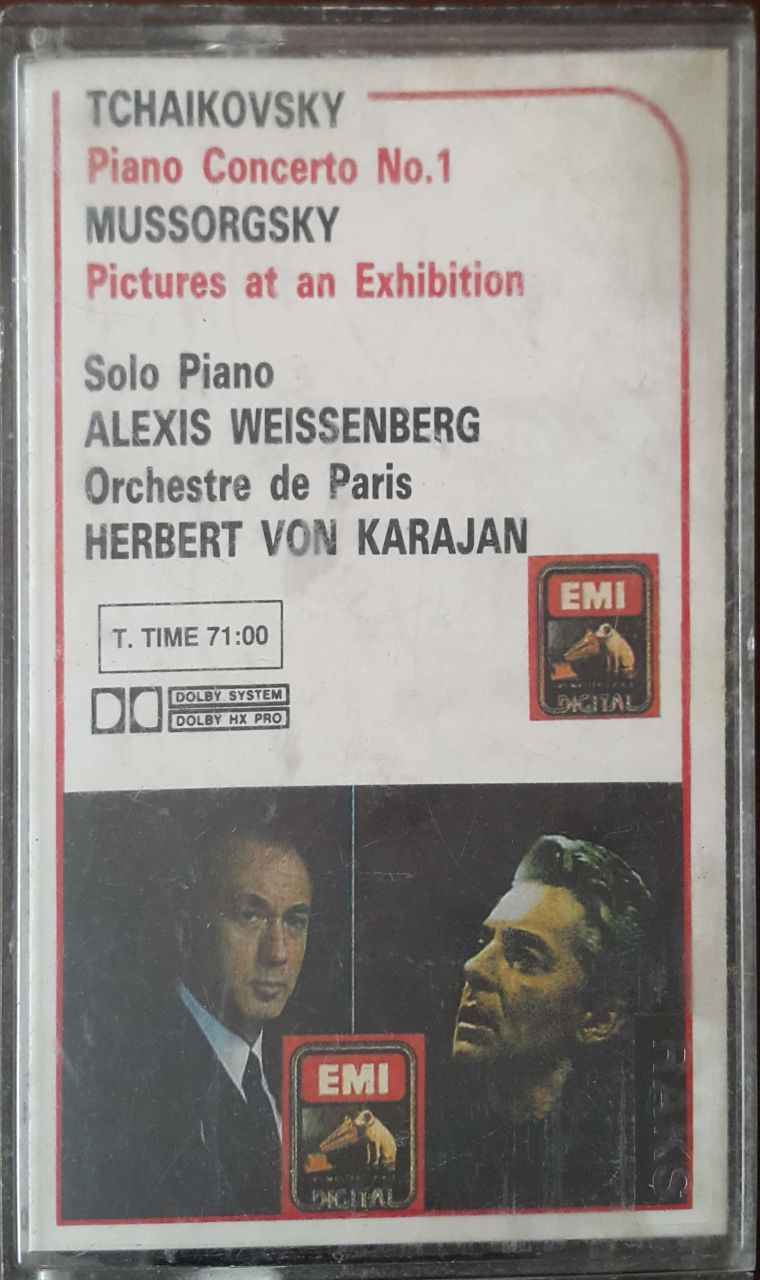 TCHAIKOVSKY
Piano Concerto No.1
MUSSORGSKY
Pictures at an Exhibition
Solo Piano
ALEXIS WEISSENBERG
Orchestre de Paris
HERBERT VON KARAJAN
EMI
DIGITAL
T. TIME 71:00
DOLBY SYSTEM
DOLBY HX PRO
EMI
DIGITAL
RAKS